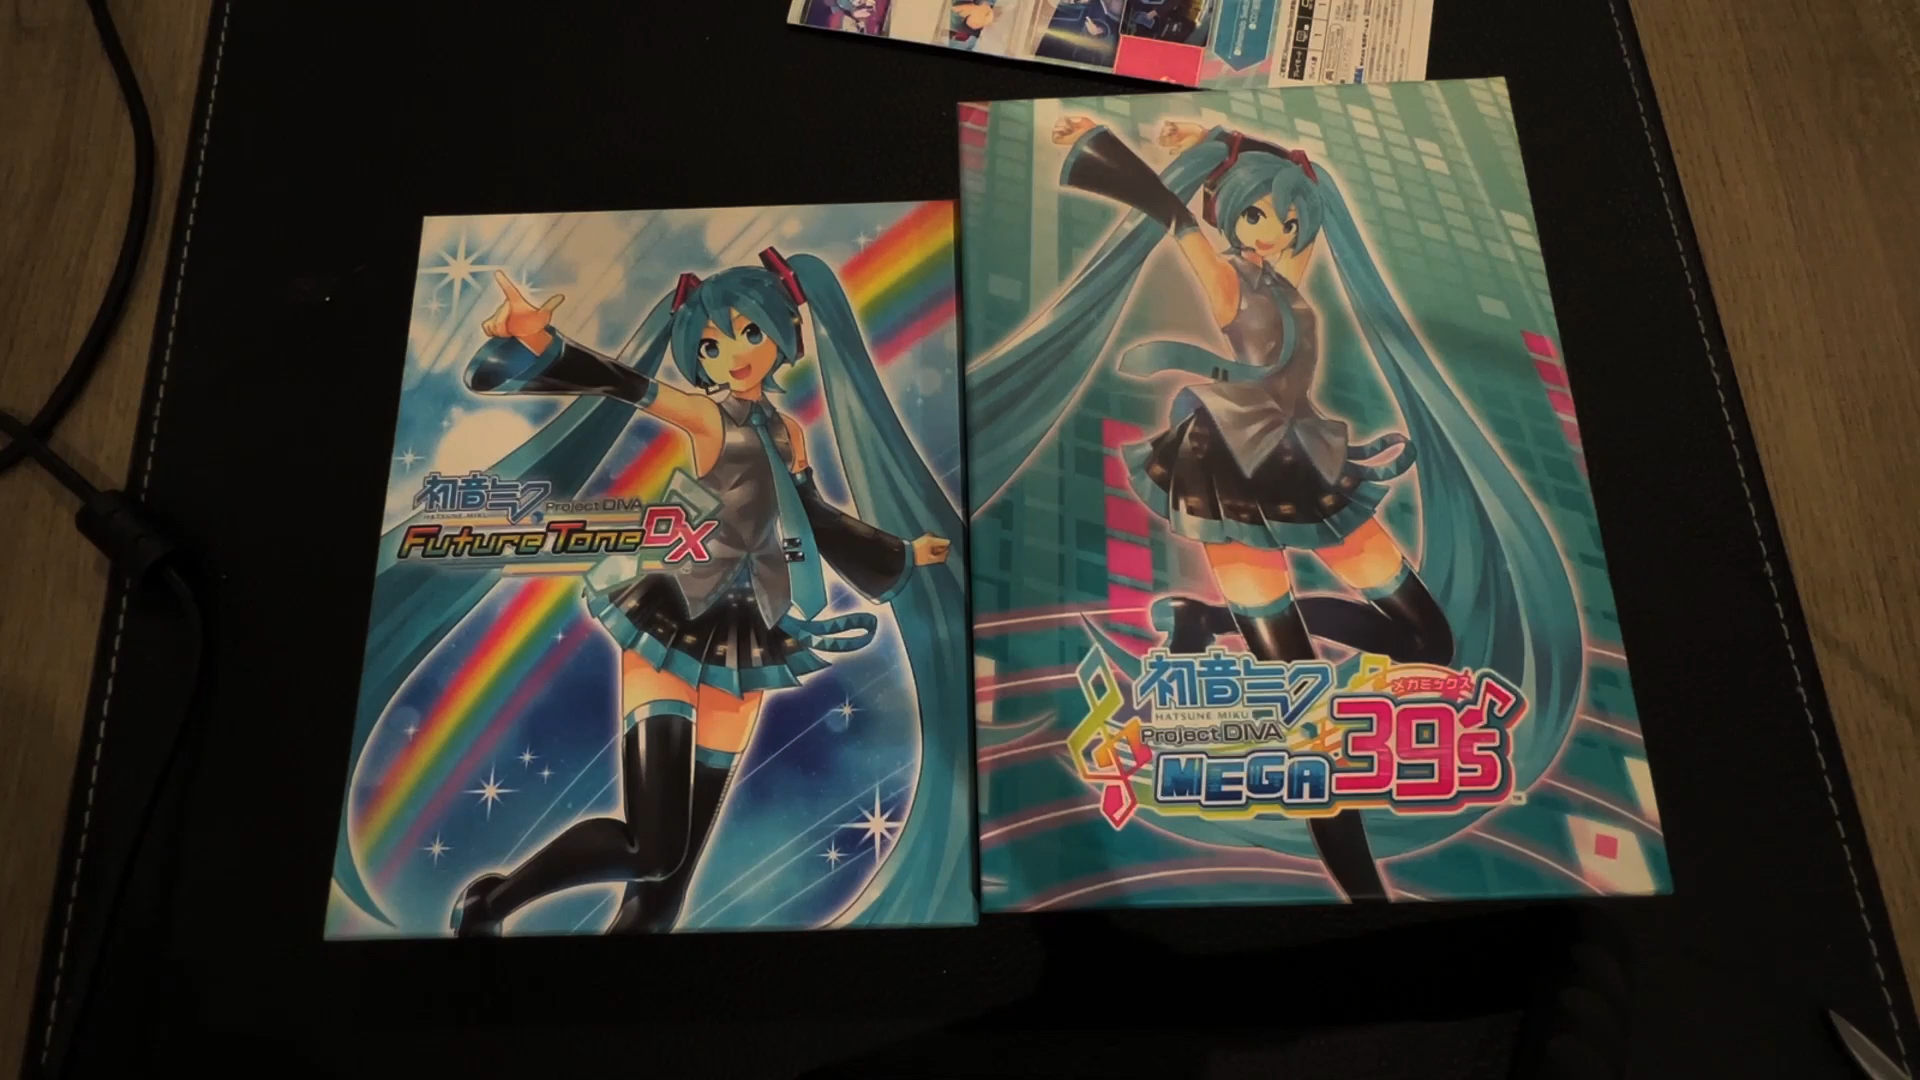 初音ミク
HATSUNE MIKU
Project DIVA
Future Tone DX
メガミックス
初音ミク
HATSUNE MIKU
Project DIVA
MEGA 39's